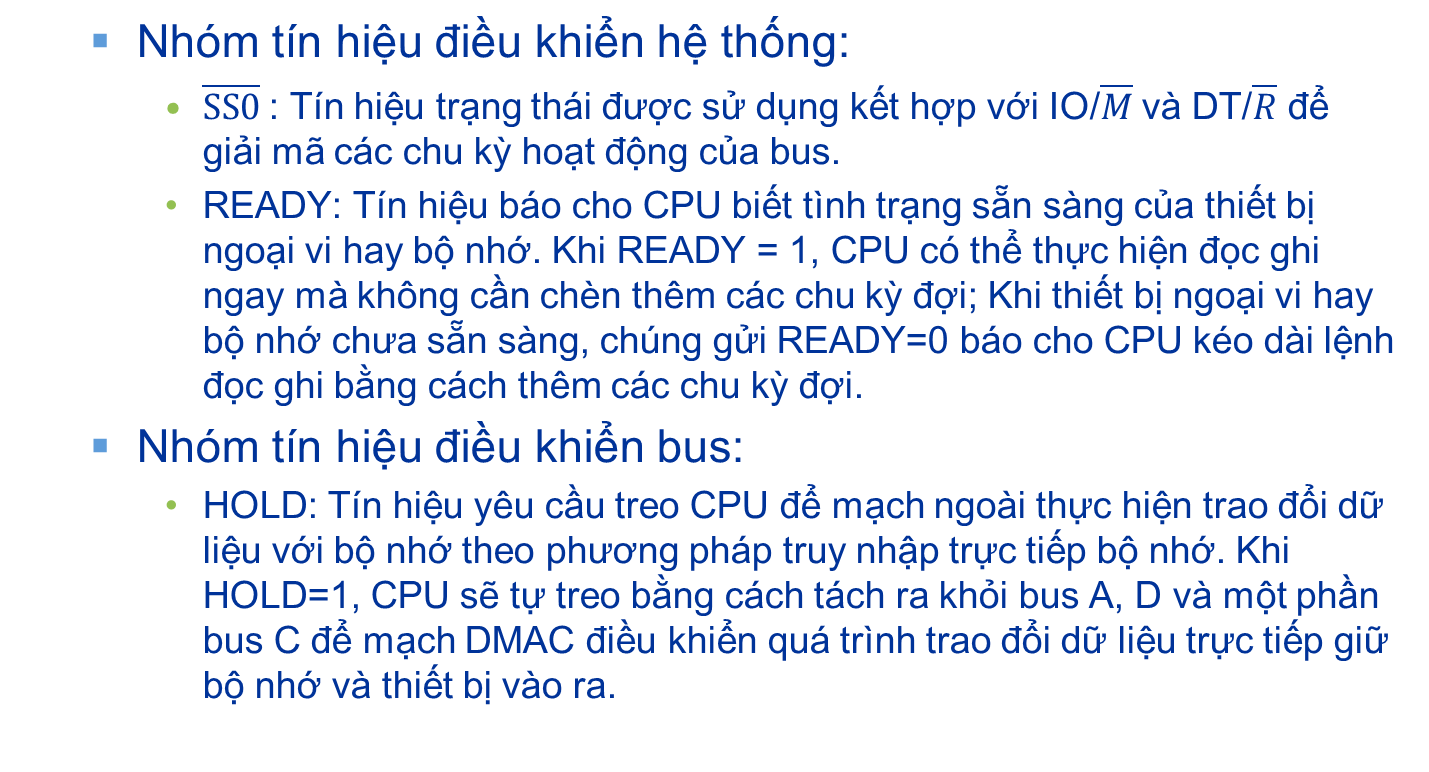 ▪ Nhóm tín hiệu điều khiển hệ thống:
• S̅S̅0̅ : Tín hiệu trạng thái được sử dụng kết hợp với IO/M̅ và DT/R̅ để
giải mã các chu kỳ hoạt động của bus.
• READY: Tín hiệu báo cho CPU biết tình trạng sẵn sàng của thiết bị
ngoại vi hay bộ nhớ. Khi READY = 1, CPU có thể thực hiện đọc ghi
ngay mà không cần chèn thêm các chu kỳ đợi; Khi thiết bị ngoại vi hay
bộ nhớ chưa sẵn sàng, chúng gửi READY=0 báo cho CPU kéo dài lệnh
đọc ghi bằng cách thêm các chu kỳ đợi.
▪ Nhóm tín hiệu điều khiển bus:
• HOLD: Tín hiệu yêu cầu treo CPU để mạch ngoài thực hiện trao đổi dữ
liệu với bộ nhớ theo phương pháp truy nhập trực tiếp bộ nhớ. Khi
HOLD=1, CPU sẽ tự treo bằng cách tách ra khỏi bus A, D và một phần
bus C để mạch DMAC điều khiển quá trình trao đổi dữ liệu trực tiếp giữ
bộ nhớ và thiết bị vào ra.